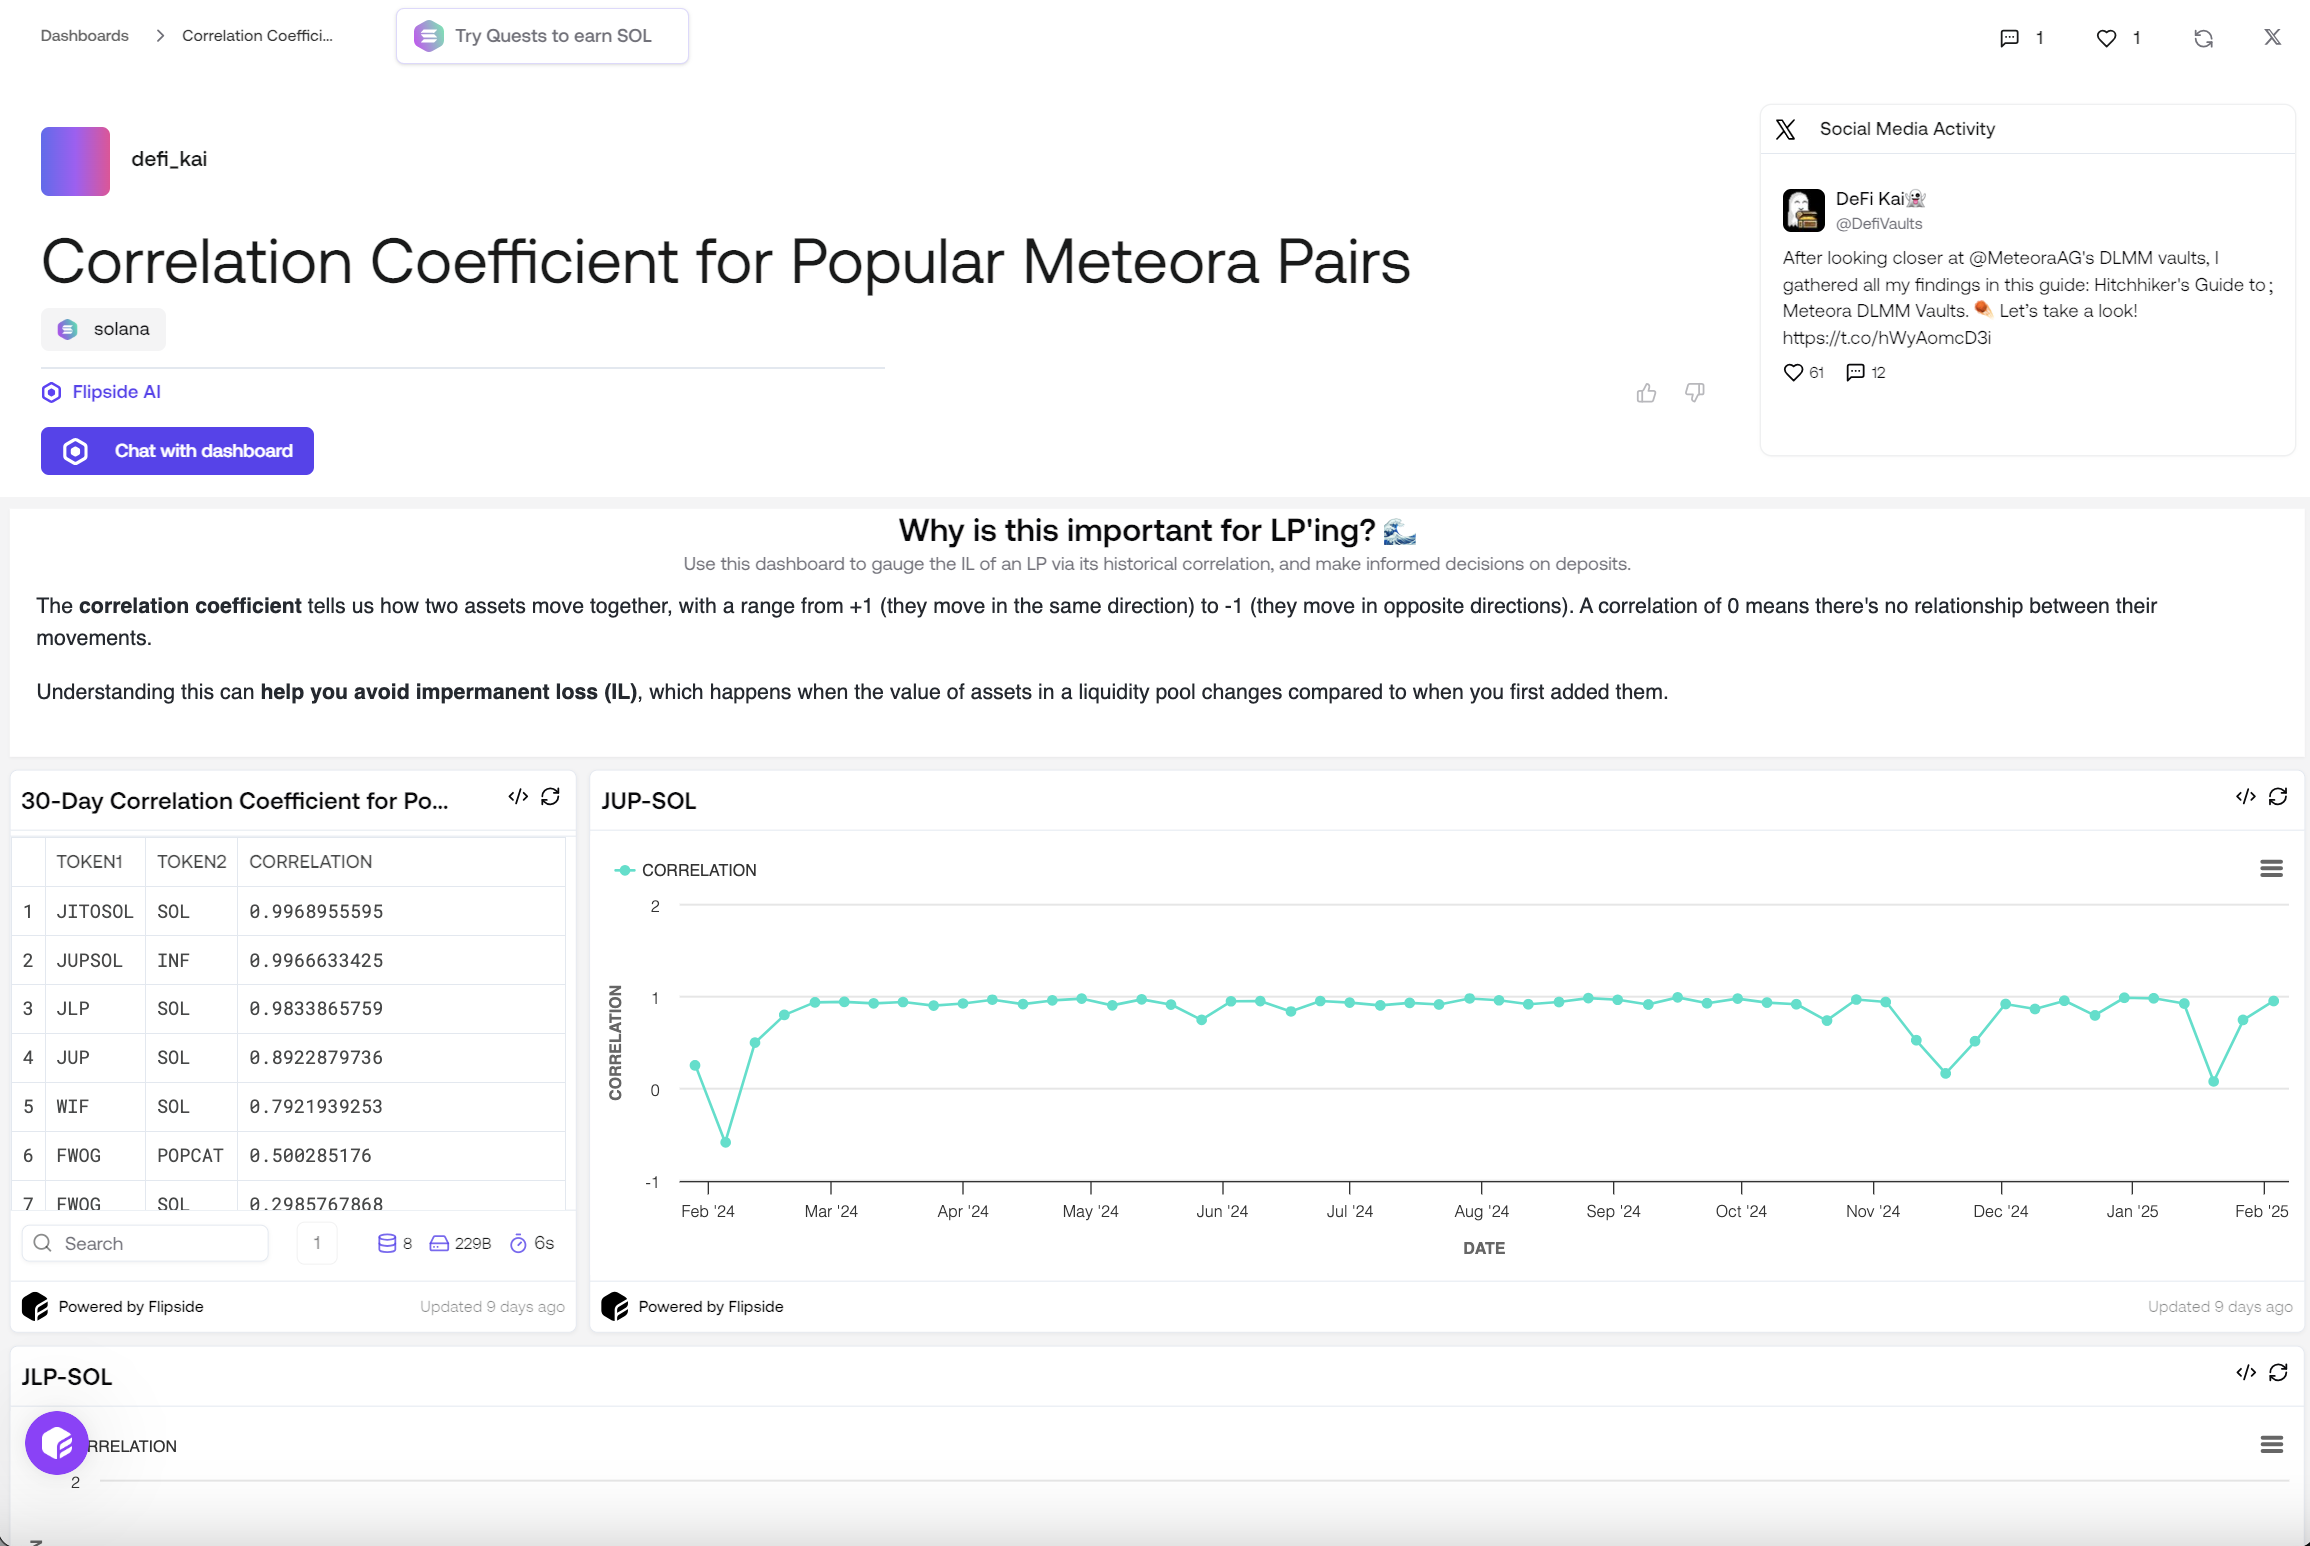 Dashboards > Correlation Coeffici...
Try Quests to earn SOL
1
1
defi_kai
Correlation Coefficient for Popular Meteora Pairs
solana
Flipside AI
Chat with dashboard
Social Media Activity
DeFi Kai👻
@DefiVaults
After looking closer at @MeteoraAG's DLMM vaults, I
gathered all my findings in this guide: Hitchhiker's Guide to ;
Meteora DLMM Vaults. ☄️ Let's take a look!
https://t.co/hWyAomcD3i
61 12
Why is this important for LP'ing? 🌊
Use this dashboard to gauge the IL of an LP via its historical correlation, and make informed decisions on deposits.
The correlation coefficient tells us how two assets move together, with a range from +1 (they move in the same direction) to -1 (they move in opposite directions). A correlation of 0 means there's no relationship between their
movements.
Understanding this can help you avoid impermanent loss (IL), which happens when the value of assets in a liquidity pool changes compared to when you first added them.
30-Day Correlation Coefficient for Po...
TOKEN1 TOKEN2 CORRELATION
1 JITOSOL SOL 0.9968955595
2 JUPSOL INF 0.9966633425
3 JLP SOL 0.9833865759
4 JUP SOL 0.8922879736
5 WIF SOL 0.7921939253
6 FWOG POPCAT 0.500285176
7 FWOG SOL 0.2985767868
Search
1
8 229B 6s
Powered by Flipside
Updated 9 days ago
JUP-SOL
CORRELATION
2
1
0
-1
CORRELATION
Feb '24 Mar '24 Apr '24 May '24 Jun '24 Jul '24 Aug '24 Sep '24 Oct '24 Nov '24 Dec '24 Jan '25 Feb '25
DATE
Powered by Flipside
Updated 9 days ago
JLP-SOL
RRELATION
2